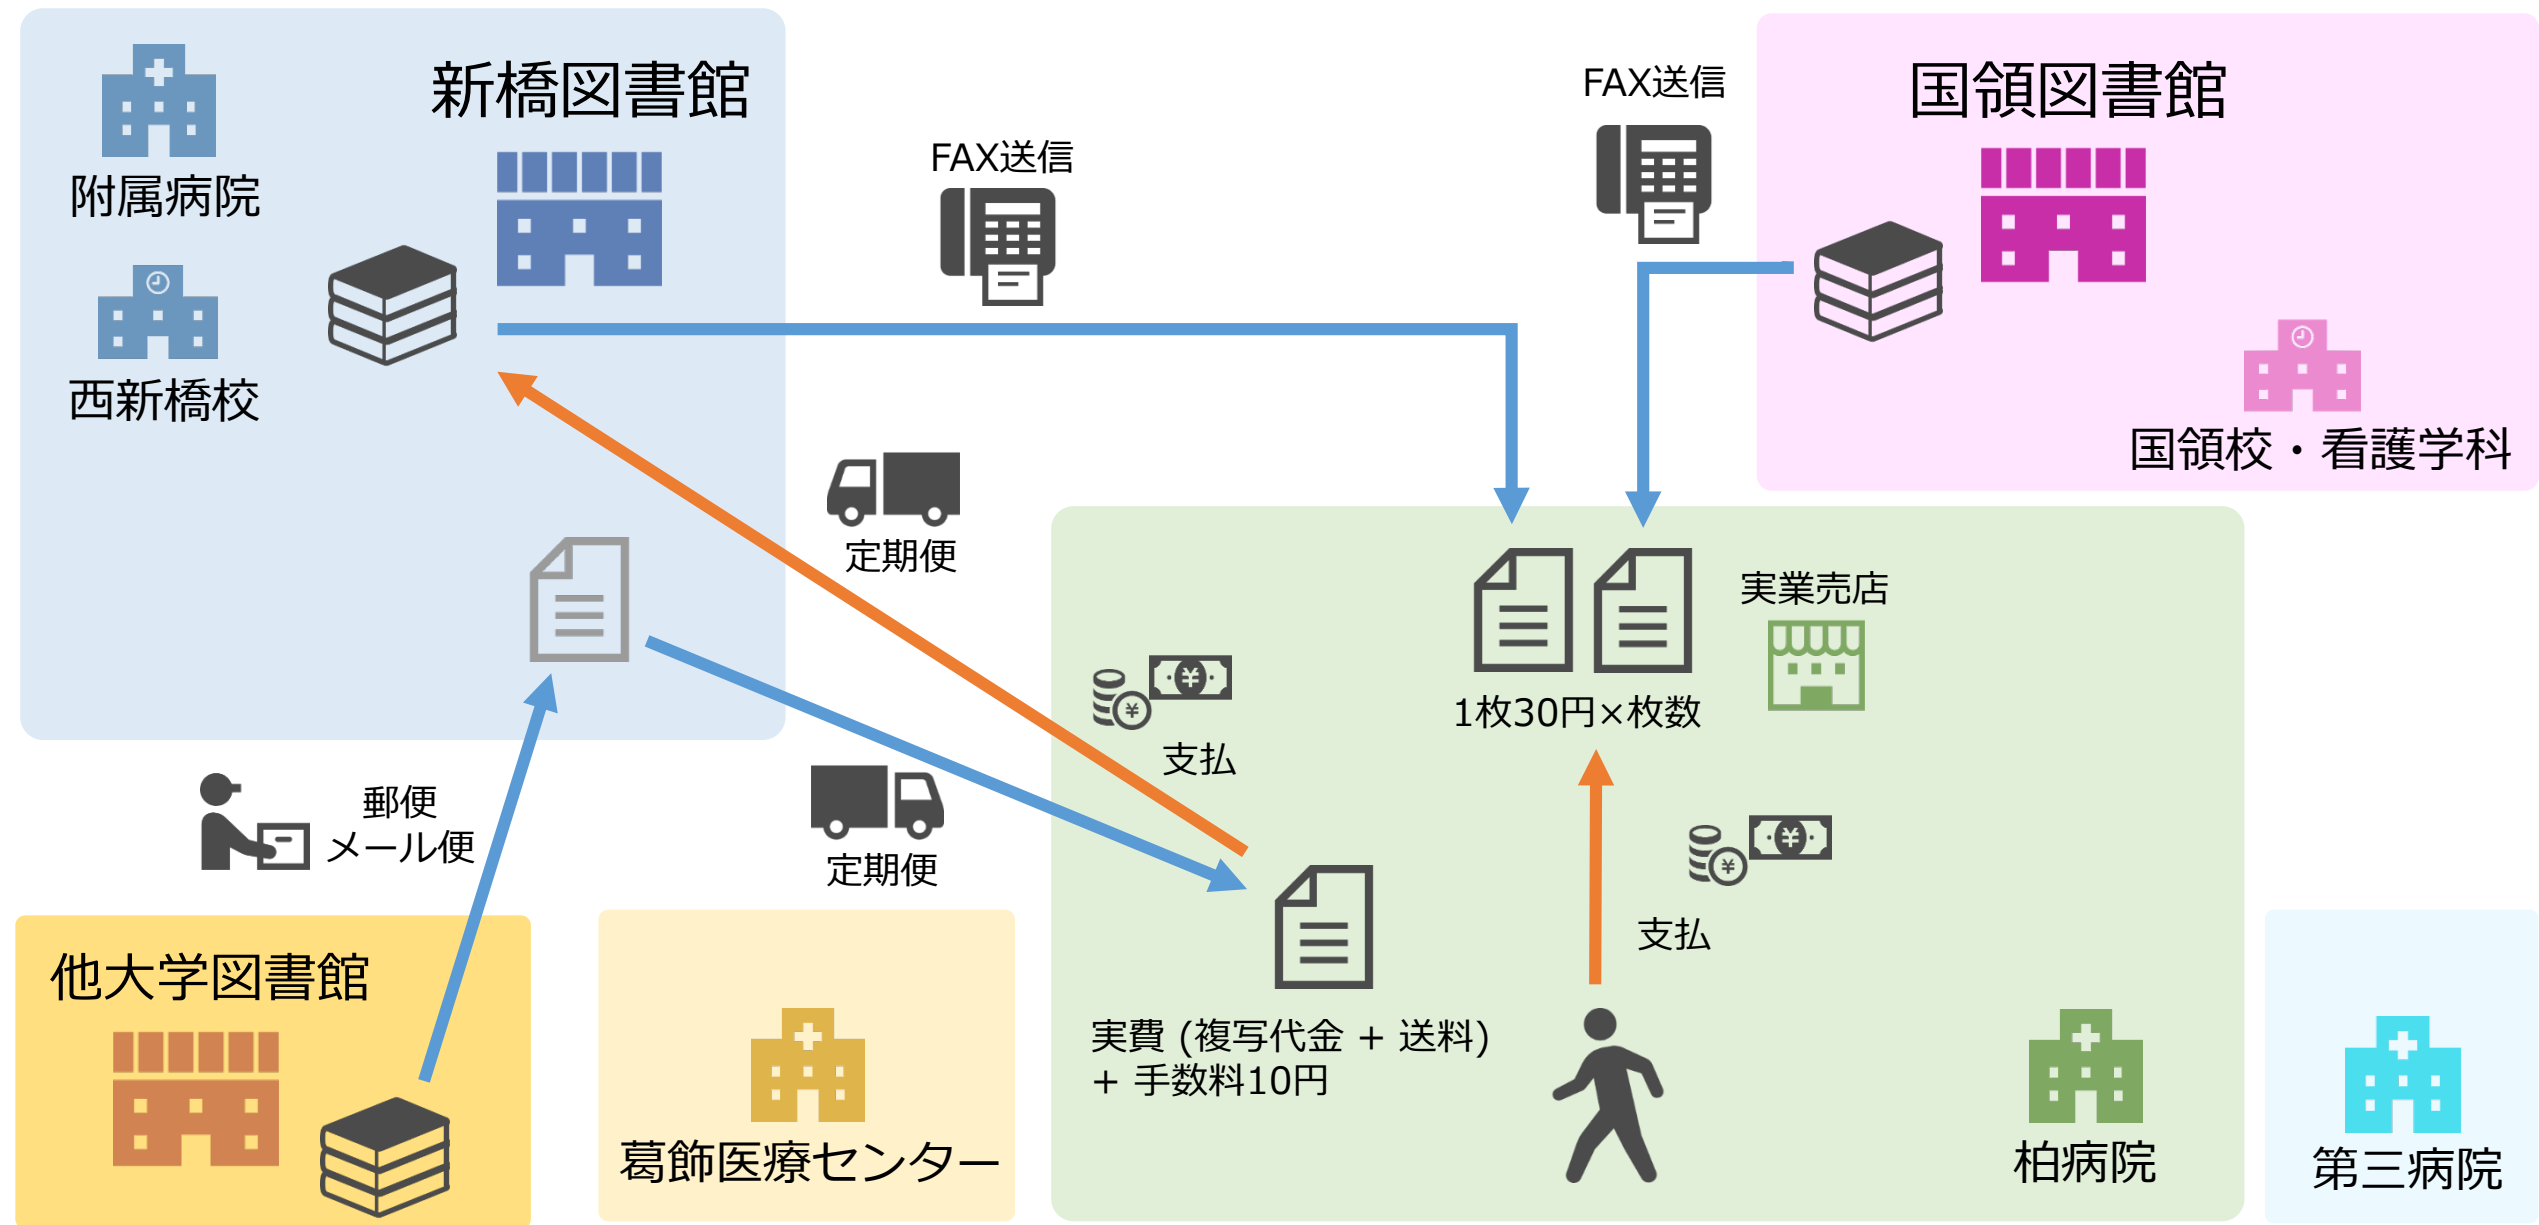 新橋図書館
附属病院
西新橋校
FAX送信
FAX送信
国領図書館
国領校・看護学科
定期便
実業売店
1枚30円×枚数
支払
郵便
メール便
定期便
支払
他大学図書館
葛飾医療センター
実費 (複写代金 + 送料)
+ 手数料10円
柏病院
第三病院